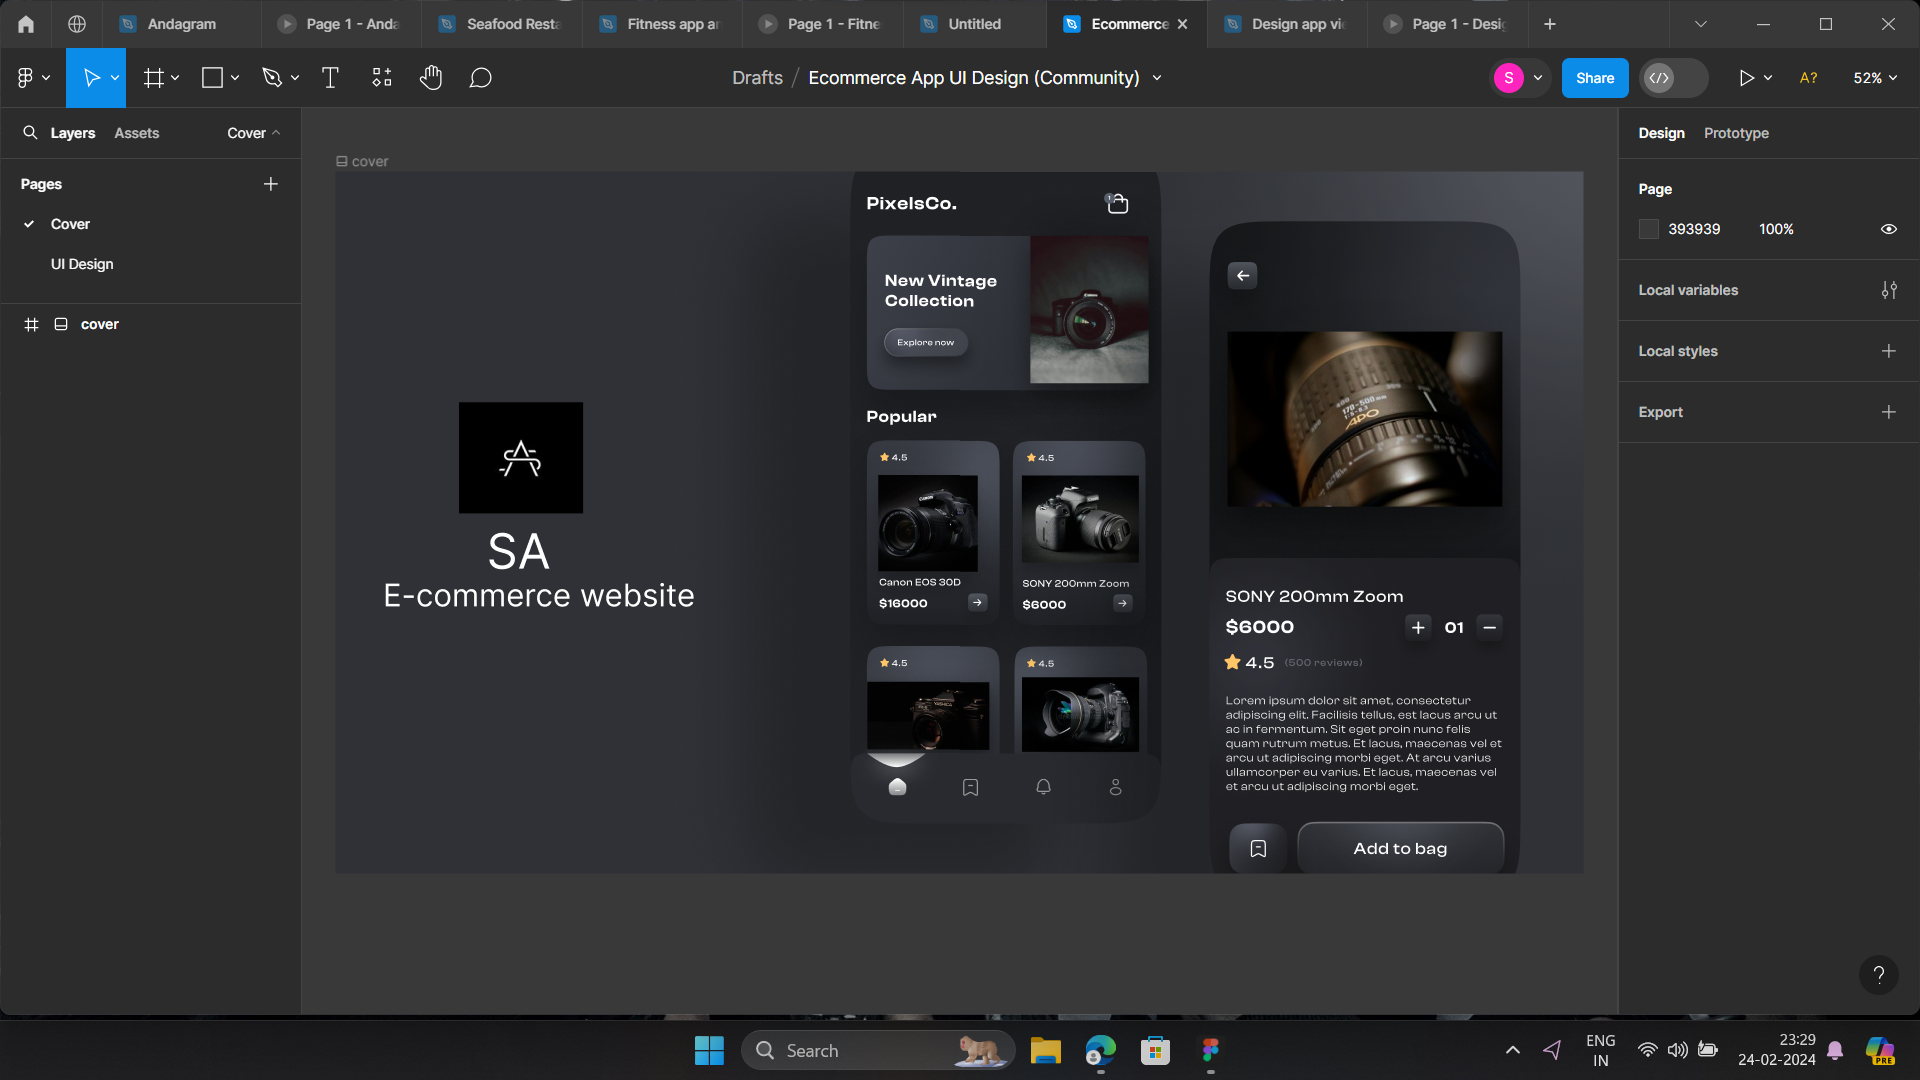 Andagram
Page 1 - Anda
Seafood Resta
Fitness app an
Page 1 - Fitne
Untitled
Ecommerce
Design app vie
Page 1 - Desig
Drafts / Ecommerce App UI Design (Community)
S
Share
A?
52%
Layers
Assets
Cover
Pages
Cover
UI Design
cover
cover
SA
E-commerce website
PixelsCo.
New Vintage
Collection
Explore now
Popular
4.5
4.5
Canon EOS 30D
$16000
SONY 200mm Zoom
$6000
4.5
4.5
170-500mm
APO
SONY 200mm Zoom
$6000
+ 01 −
4.5 (500 reviews)
Lorem ipsum dolor sit amet, consectetur
adipiscing elit. Facilisis tellus, est lacus arcu ut
ac in fermentum. Sit eget proin nunc felis
quam rutrum metus. Et lacus, maecenas vel et
arcu ut adipiscing morbi eget. At arcu varius
ullamcorper eu varius. Et lacus, maecenas vel
et arcu ut adipiscing morbi eget.
Add to bag
Design
Prototype
Page
393939 100%
Local variables
Local styles
Export
?
Search
ENG
IN
23:29
24-02-2024
PRE